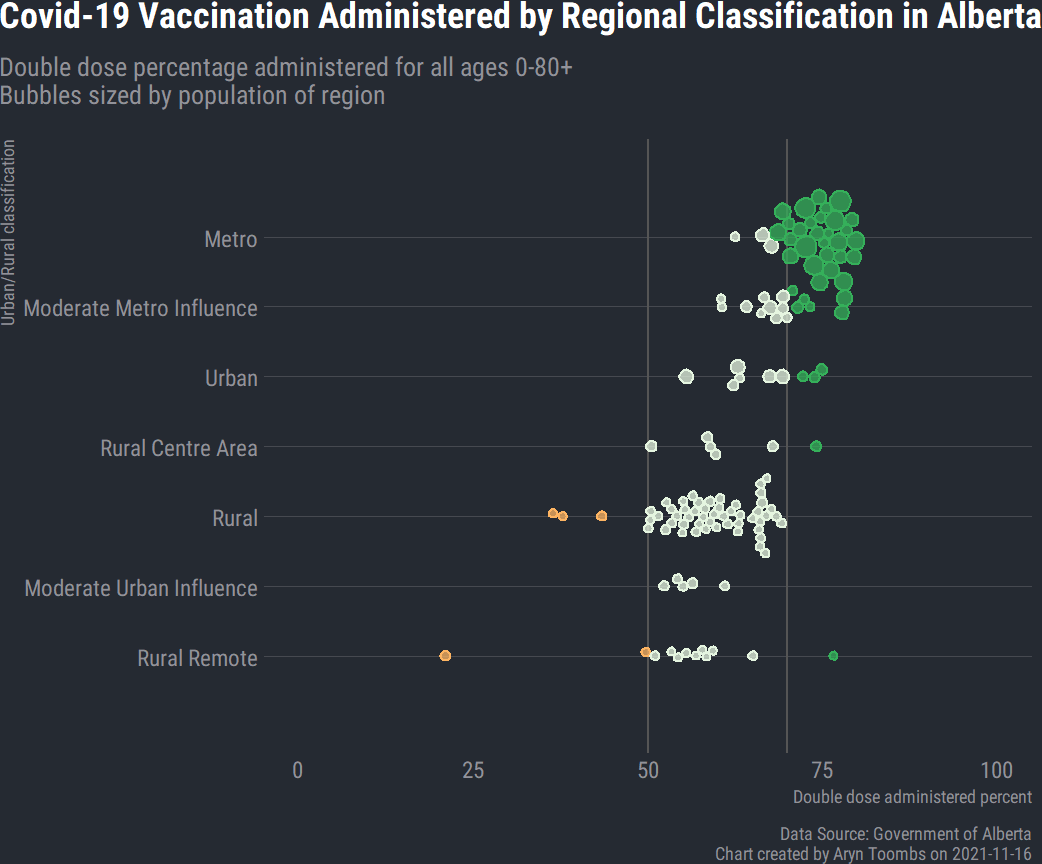 Covid-19 Vaccination Administered by Regional Classification in Alberta
Double dose percentage administered for all ages 0-80+
Bubbles sized by population of region
Urban/Rural classification
Metro
Moderate Metro Influence
Urban
Rural Centre Area
Rural
Moderate Urban Influence
Rural Remote
0 25 50 75 100
Double dose administered percent
Data Source: Government of Alberta
Chart created by Aryn Toombs on 2021-11-16